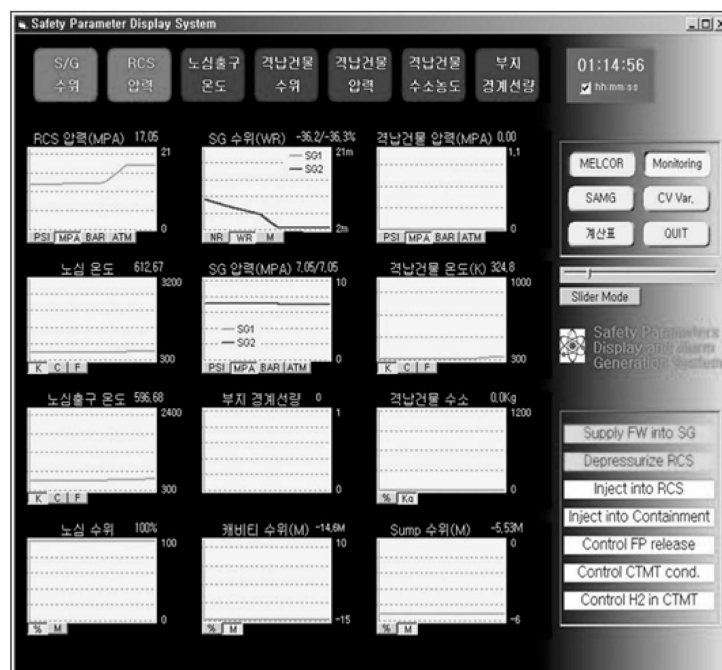 Safety Parameter Display System
S/G 수위
RCS 압력
노심출구 온도
격납건물 수위
격납건물 압력
격납건물 수소농도
부지 경계선량
01:14:56
hh:mm:ss
RCS 압력(MPA) 17,05
21
0
PSI MPA BAR ATM
SG 수위(WR) -36,2/-36,3%
SG1
SG2
21m
2m
NR WR M
격납건물 압력(MPA) 0,00
1,1
0
PSI MPA BAR ATM
MELCOR
Monitoring
SAMG
CV Var,
계산표
QUIT
노심 온도 612,67
3200
300
K C F
SG 압력(MPA) 7,05/7,05
10
SG1
SG2
0
PSI MPA BAR ATM
격납건물 온도(K) 324,8
1000
300
K C F
Slider Mode
Safety Parameters
Display and Alarm
Generation System
노심출구 온도 596,68
2400
300
K C F
부지 경계선량 0
1
0
격납건물 수소 0,0Kg
1200
0
% Kg
Supply FW into SG
Depressurize RCS
Inject into RCS
Inject into Containment
Control FP release
Control CTMT cond.
Control H2 in CTMT
노심 수위 100%
100
0
% M
캐비티 수위(M) -14,6M
10
-15
% M
Sump 수위(M) -5,53M
0
-6
% M